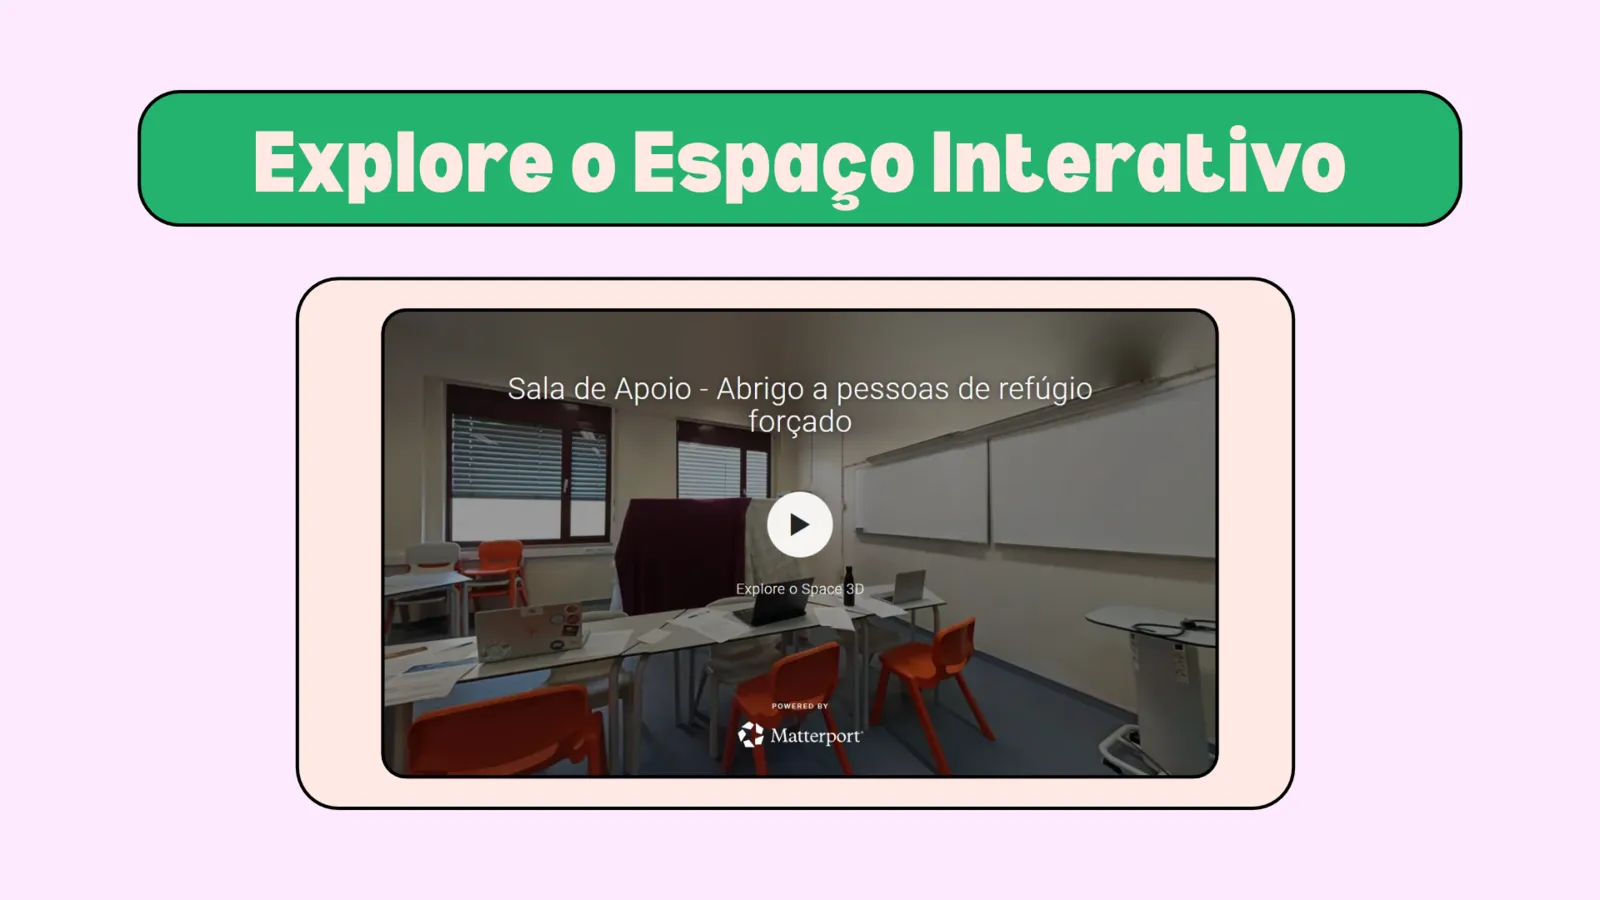 Explore o Espaço Interativo
Sala de Apoio - Abrigo a pessoas de refúgio
forçado
Explore o Space 3D
POWERED BY
Matterport